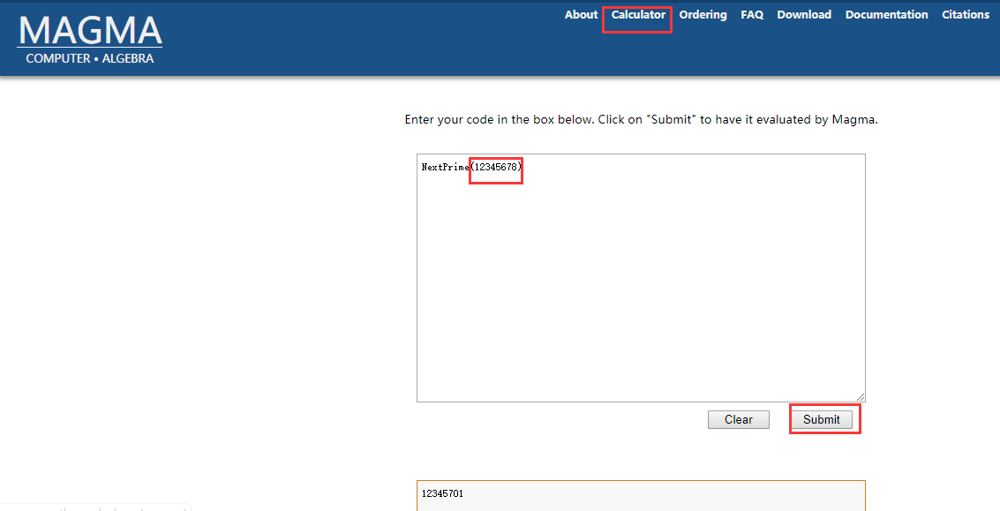 MAGMA
COMPUTER • ALGEBRA
About Calculator Ordering FAQ Download Documentation Citations
Enter your code in the box below. Click on "Submit" to have it evaluated by Magma.
NextPrime(12345678)
Clear Submit
12345701